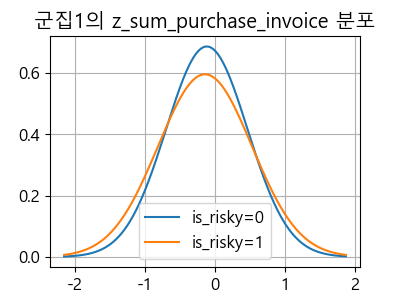 군집1의 z_sum_purchase_invoice 분포
0.6
0.4
0.2
0.0
is_risky=0
is_risky=1
-2 -1 0 1 2